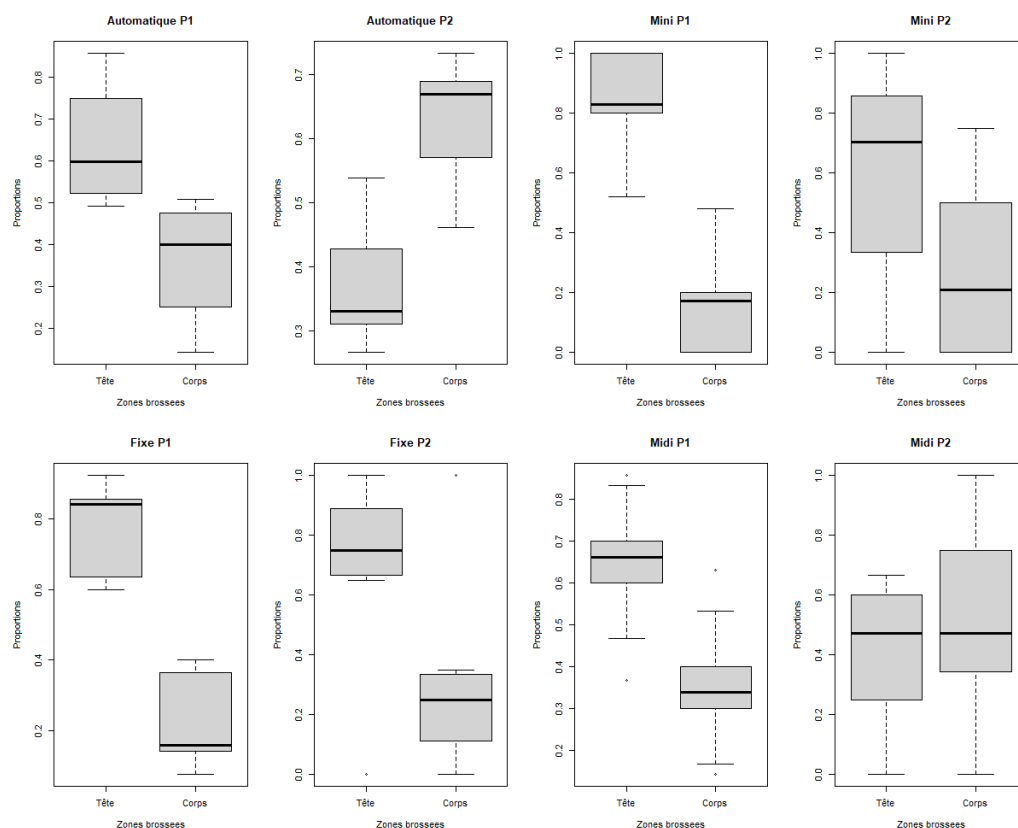 Automatique P1
Proportions
0.2 0.3 0.4 0.5 0.6 0.7 0.8
Tête Corps
Zones brossees
Automatique P2
Proportions
0.3 0.4 0.5 0.6 0.7
Tête Corps
Zones brossees
Mini P1
Proportions
0.0 0.2 0.4 0.6 0.8 1.0
Tête Corps
Zones brossees
Mini P2
Proportions
0.0 0.2 0.4 0.6 0.8 1.0
Tête Corps
Zones brossees
Fixe P1
Proportions
0.2 0.4 0.6 0.8
Tête Corps
Zones brossees
Fixe P2
Proportions
0.0 0.2 0.4 0.6 0.8 1.0
Tête Corps
Zones brossees
Midi P1
Proportions
0.2 0.3 0.4 0.5 0.6 0.7 0.8
Tête Corps
Zones brossees
Midi P2
Proportions
0.0 0.2 0.4 0.6 0.8 1.0
Tête Corps
Zones brossees